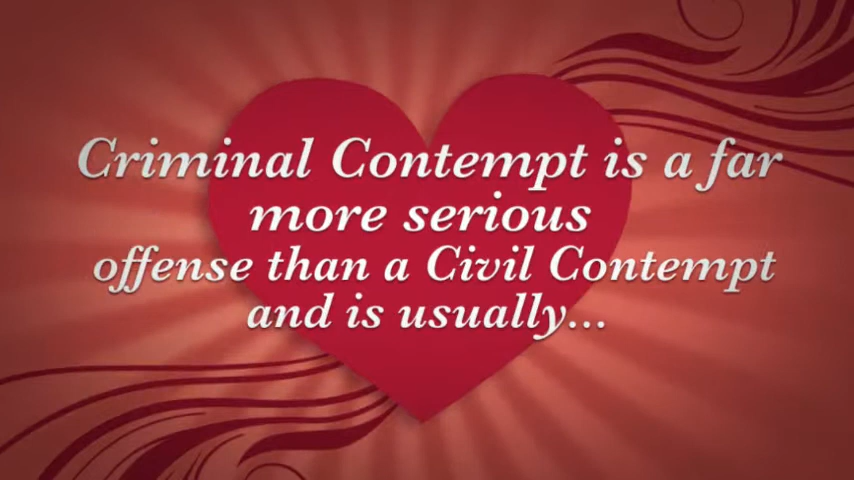 Criminal Contempt is a far
more serious
offense than a Civil Contempt
and is usually...